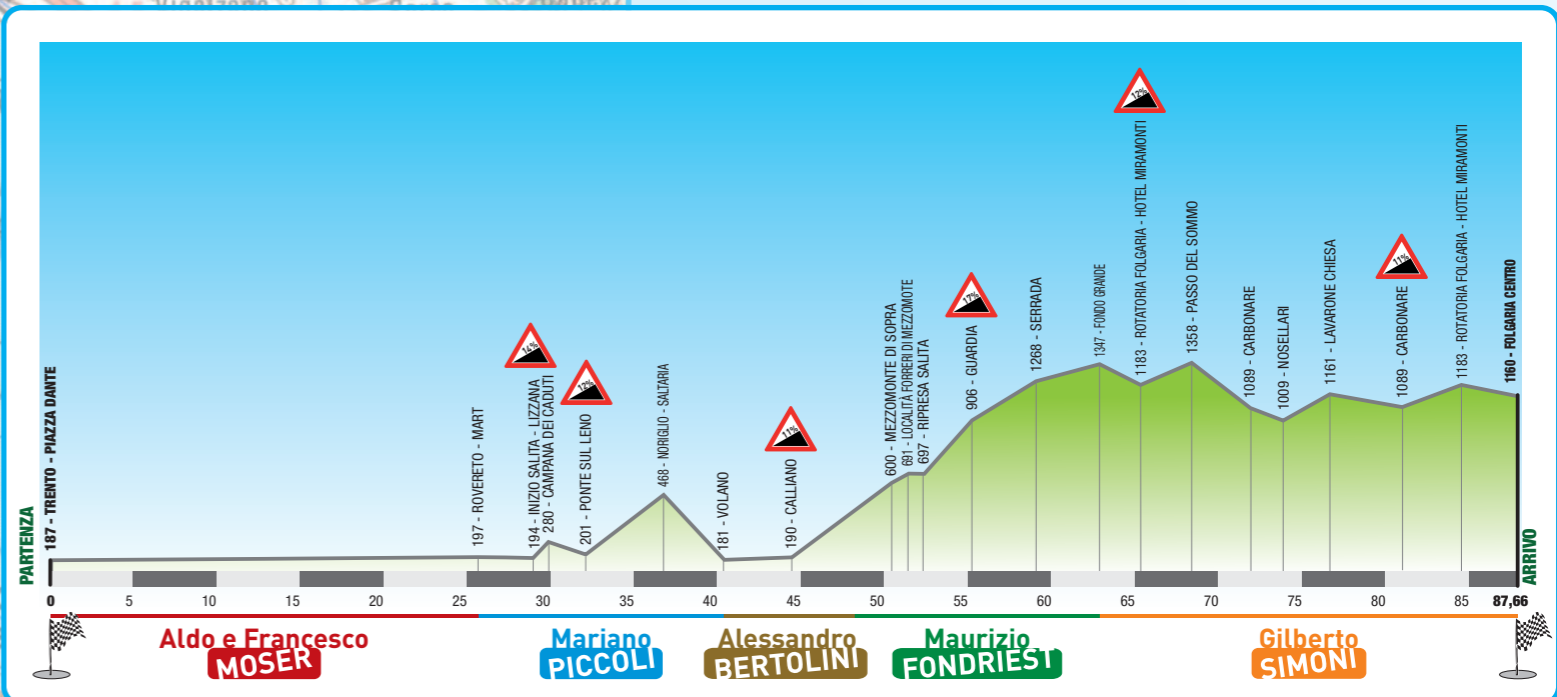 PARTENZA
187 - TRENTO - PIAZZA DANTE
197 - ROVERETO - MART
14%
194 - INIZIO SALITA - LIZZANA
280 - CAMPANA DEI CADUTI
12%
201 - PONTE SUL LENO
468 - NORIGLIO - SALTARIA
181 - VOLANO
11%
190 - CALLIANO
600 - MEZZOMONTE DI SOPRA
691 - LOCALITÀ FORRERI DI MEZZOMOTE
697 - RIPRESA SALITA
17%
906 - GUARDIA
1268 - SERRADA
1347 - FONDO GRANDE
12%
1183 - ROTATORIA FOLGARIA - HOTEL MIRAMONTI
1358 - PASSO DEL SOMMO
1089 - CARBONARE
1009 - NOSELLARI
1161 - LAVARONE CHIESA
11%
1089 - CARBONARE
1183 - ROTATORIA FOLGARIA - HOTEL MIRAMONTI
1160 - FOLGARIA CENTRO
ARRIVO
0 5 10 15 20 25 30 35 40 45 50 55 60 65 70 75 80 85 87,66
Aldo e Francesco
MOSER
Mariano
PICCOLI
Alessandro
BERTOLINI
Maurizio
FONDRIEST
Gilberto
SIMONI